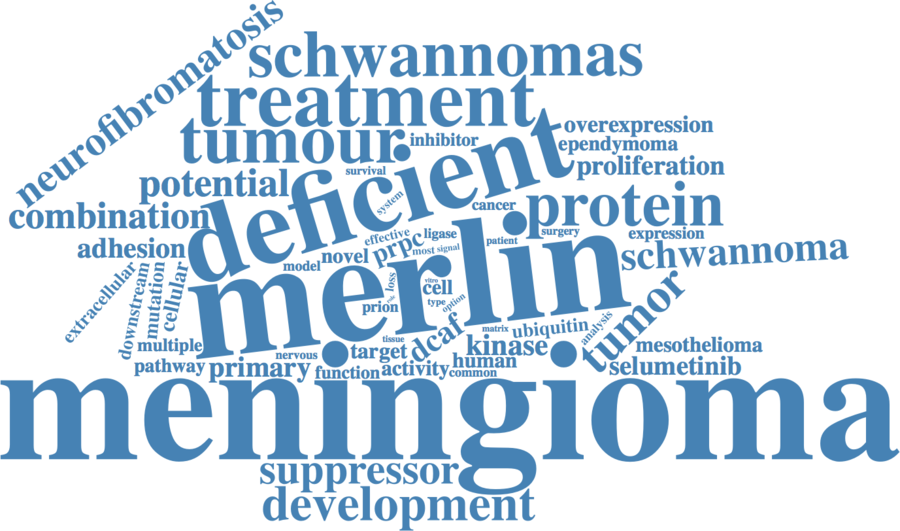 neurofibromatosis
schwannomas
treatment
tumour
inhibitor
overexpression
ependymoma
proliferation
potential
survival
deficient
system
cancer
protein
combination
adhesion
surgery
expression
schwannoma
effective
prpc
ligase
most signal
patient
novel
model
merlin
extracellular
downstream
mutation
cellular
loss
vitro
cell
type
option
prion
tumor
analysis
ubiquitin
matrix
dcaf
tissue
kinase
multiple
nervous
target
mesothelioma
pathway
primary
function
activity
human
common
selumetinib
meningioma
suppressor
development